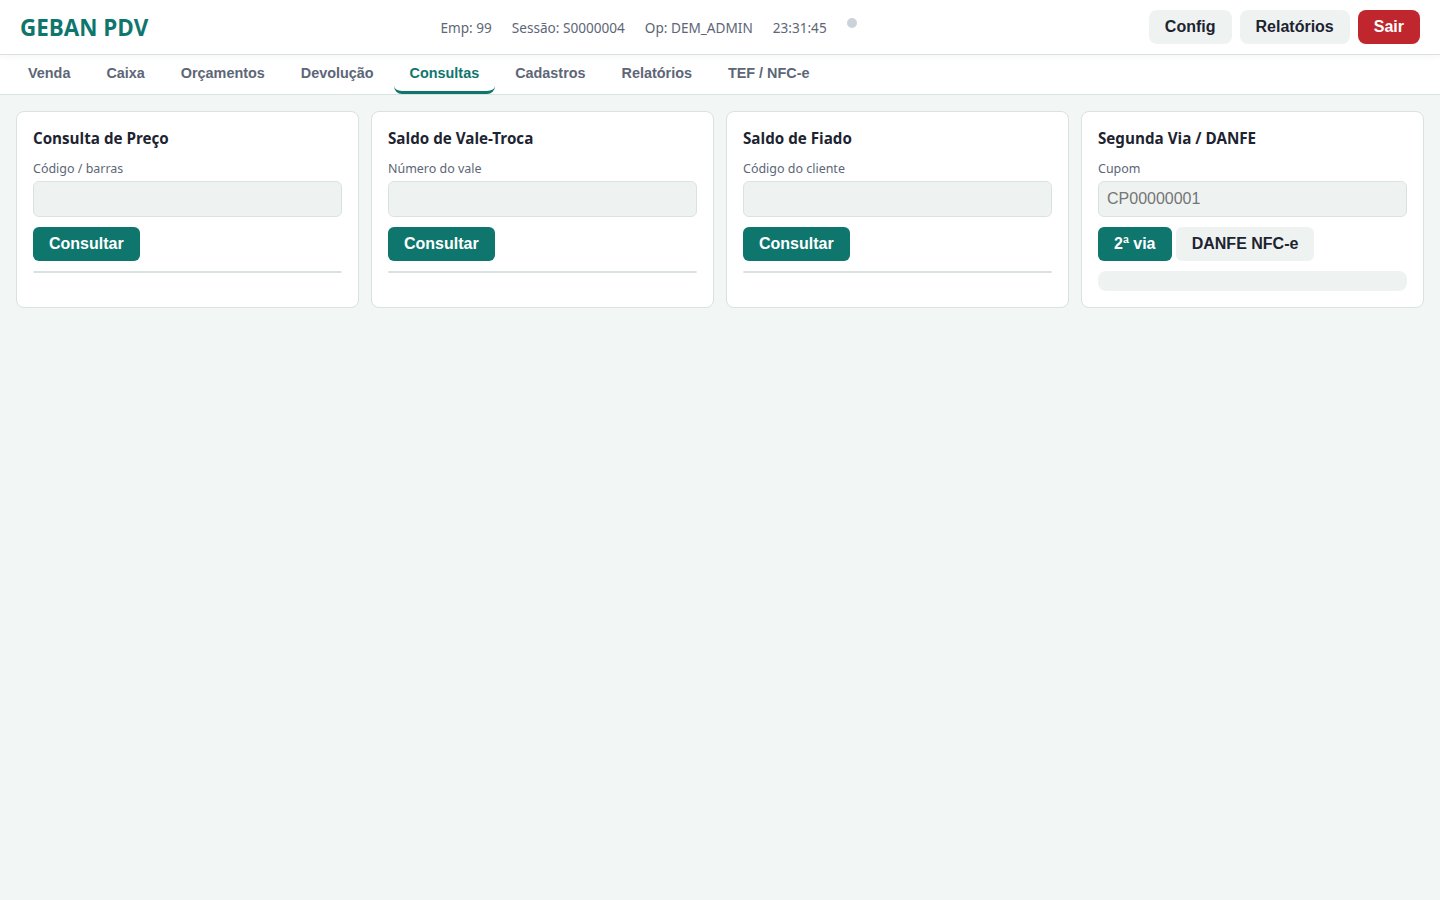 GEBAN PDV
Emp: 99 Sessão: S0000004 Op: DEM_ADMIN 23:31:45
Config Relatórios Sair
Venda Caixa Orçamentos Devolução Consultas Cadastros Relatórios TEF / NFC-e
Consulta de Preço
Código / barras
Consultar
Saldo de Vale-Troca
Número do vale
Consultar
Saldo de Fiado
Código do cliente
Consultar
Segunda Via / DANFE
Cupom
CP00000001
2ª via DANFE NFC-e